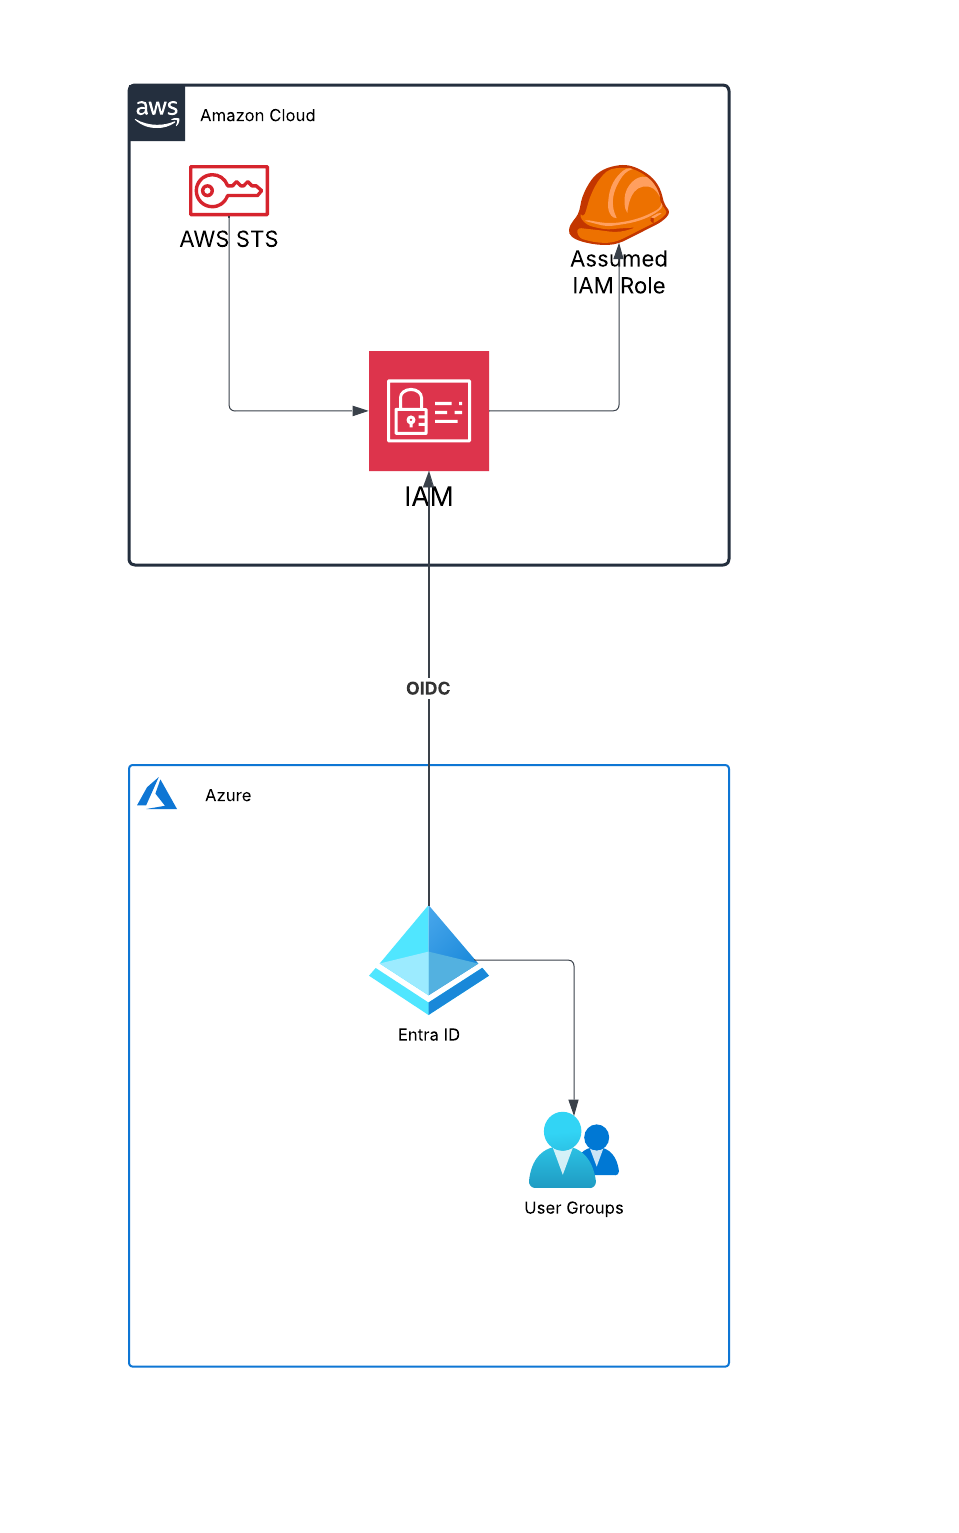 aws
Amazon Cloud
AWS STS
Assumed
IAM Role
IAM
OIDC
Azure
Entra ID
User Groups